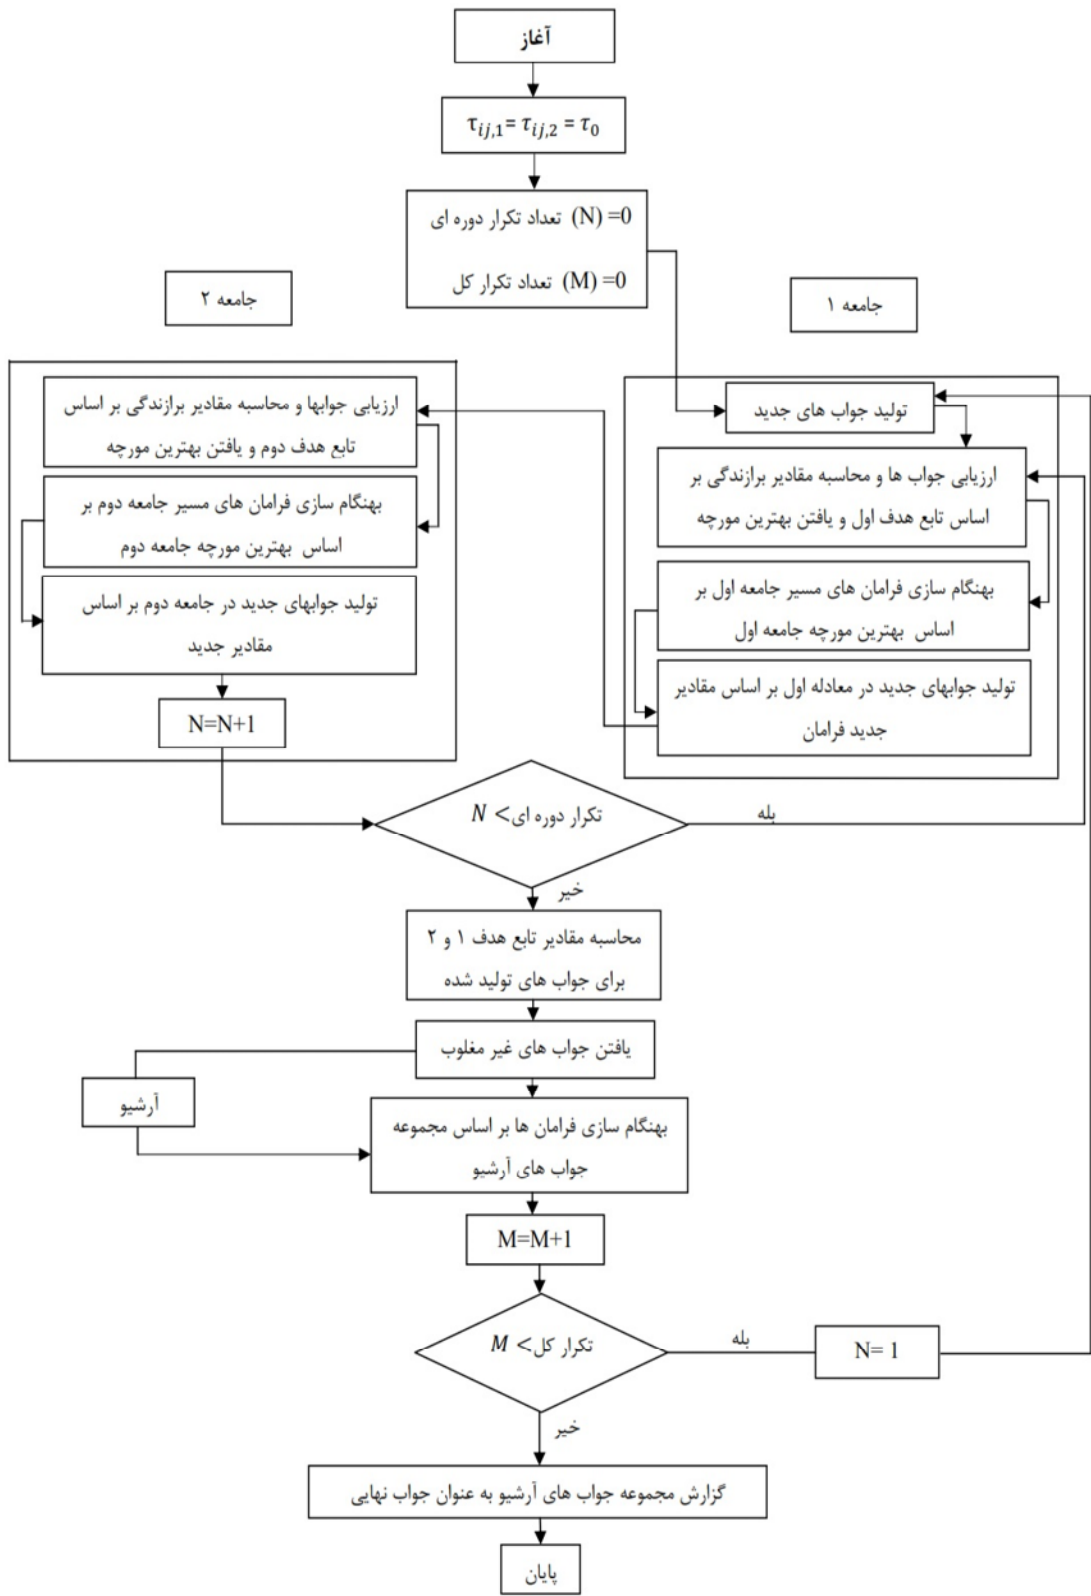 آغاز
τij,1= τij,2 = τ0
تعداد تکرار دوره ای (N) =0
تعداد تکرار کل (M) =0
جامعه ۱
جامعه ۲
تولید جواب های جدید
ارزیابی جواب ها و محاسبه مقادیر برازندگی بر
اساس تابع هدف اول و یافتن بهترین مورچه
بهنگام سازی فرامان های مسیر جامعه اول بر
اساس بهترین مورچه جامعه اول
تولید جوابهای جدید در معادله اول بر اساس مقادیر
جدید فرامان
ارزیابی جوابها و محاسبه مقادیر برازندگی بر اساس
تابع هدف دوم و یافتن بهترین مورچه
بهنگام سازی فرامان های مسیر جامعه دوم بر
اساس بهترین مورچه جامعه دوم
تولید جوابهای جدید در جامعه دوم بر اساس
مقادیر جدید
N=N+1
N < تکرار دوره ای
بله
خیر
محاسبه مقادیر تابع هدف ۱ و ۲
برای جواب های تولید شده
یافتن جواب های غیر مغلوب
آرشیو
بهنگام سازی فرامان ها بر اساس مجموعه
جواب های آرشیو
M=M+1
M < تکرار کل
بله
N= 1
خیر
گزارش مجموعه جواب های آرشیو به عنوان جواب نهایی
پایان